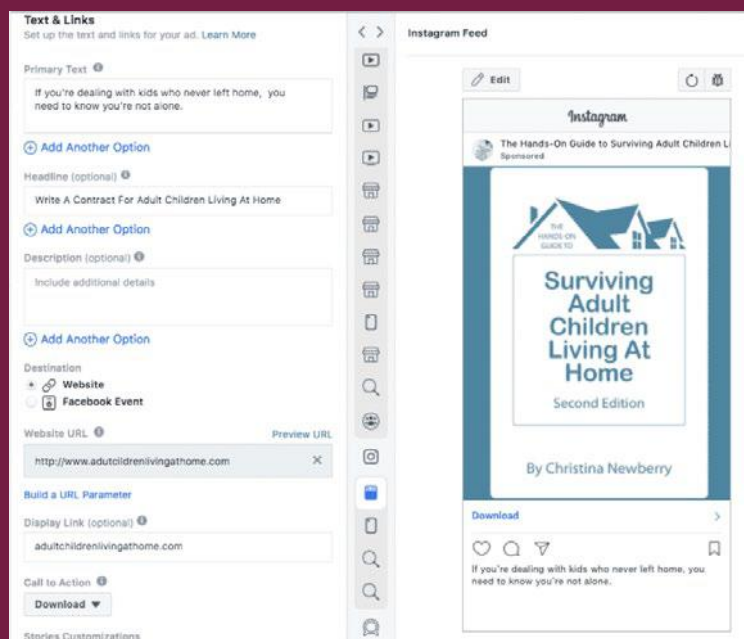 Text & Links
Set up the text and links for your ad. Learn More
Primary Text
If you're dealing with kids who never left home, you
need to know you're not alone.
Add Another Option
Headline (optional)
Write A Contract For Adult Children Living At Home
Add Another Option
Description (optional)
Include additional details
Add Another Option
Destination
Website
Facebook Event
Website URL
Preview URL
http://www.adutcildrenlivingathome.com
Build a URL Parameter
Display Link (optional)
adultchildrenlivingathome.com
Call to Action
Download
Stories Customizations
Instagram Feed
Edit
Instagram
The Hands-On Guide to Surviving Adult Children Li
Sponsored
THE
HANDS-ON
GUIDE TO
Surviving
Adult
Children
Living At
Home
Second Edition
By Christina Newberry
Download
If you're dealing with kids who never left home, you
need to know you're not alone.